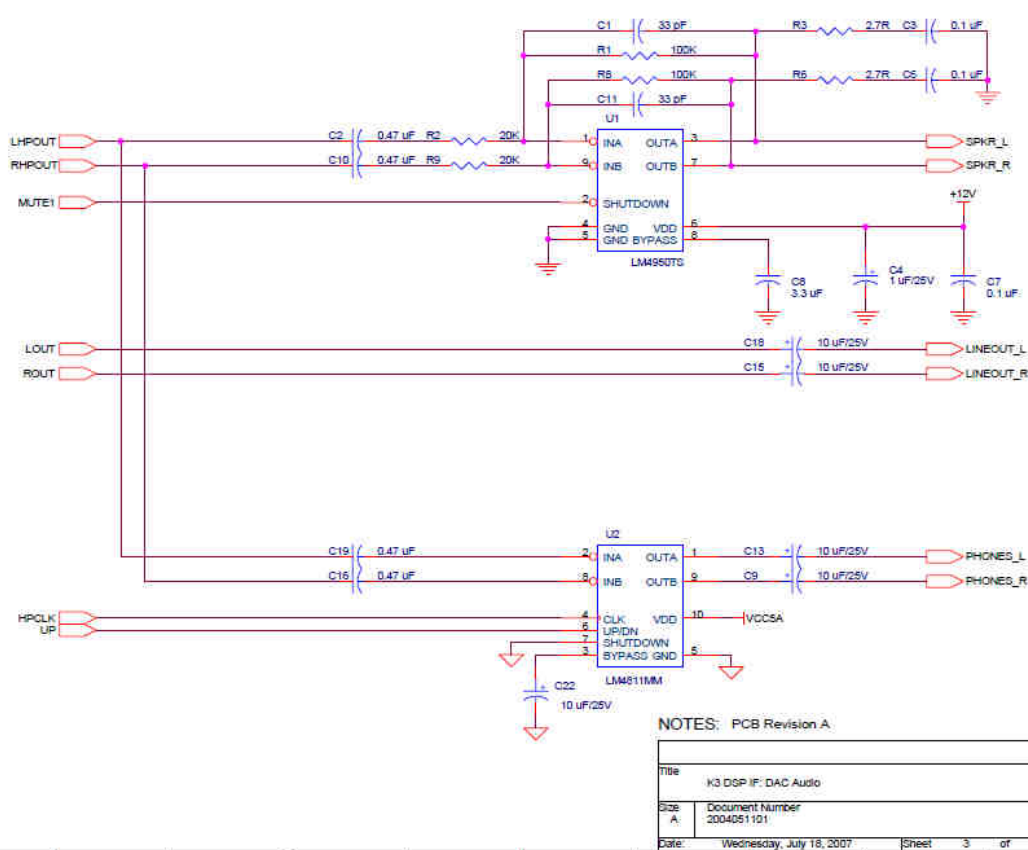 C1 33 pF R3 2.7R C3 0.1 uF
R1 100K
R8 100K R6 2.7R C5 0.1 uF
C11 33 pF
U1
LHPOUT C2 0.47 uF R2 20K 1 INA OUTA 3 SPKR_L
RHPOUT C10 0.47 uF R9 20K 9 INB OUTB 7 SPKR_R
+12V
MUTE1 2 SHUTDOWN
4 GND VDD 6
5 GND BYPASS 8
LM4950TS
C8 3.3 uF
C4 1 uF/25V
C7 0.1 uF
LOUT C18 + 10 uF/25V LINEOUT_L
ROUT C15 + 10 uF/25V LINEOUT_R
U2
C19 0.47 uF 2 INA OUTA 1 C13 + 10 uF/25V PHONES_L
C16 0.47 uF 8 INB OUTB 9 C9 + 10 uF/25V PHONES_R
HPCLK 4 CLK VDD 10 VCC5A
UP 6 UP/DN
7 SHUTDOWN
3 BYPASS GND 5
LM4811MM
C22
10 uF/25V
NOTES: PCB Revision A
Title
K3 DSP IF: DAC Audio
Size Document Number
A 2004051101
Date: Wednesday, July 18, 2007 Sheet 3 of